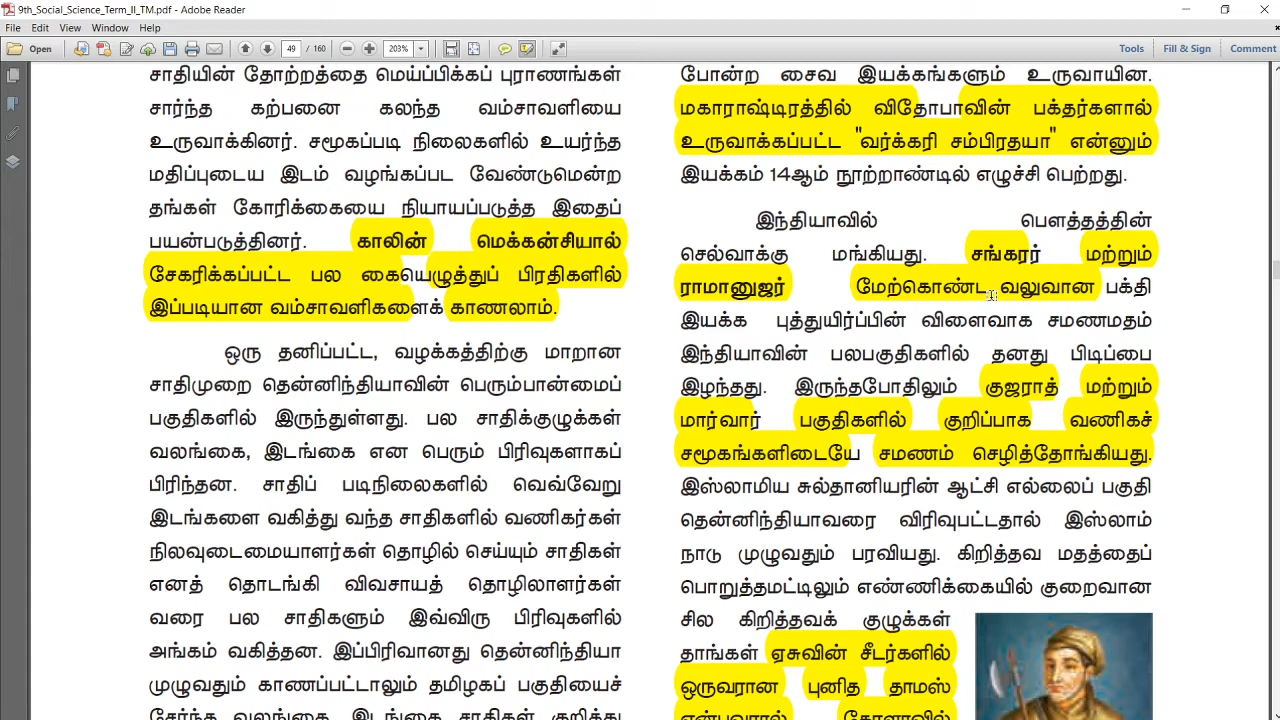 9th_Social_Science_Term_II_TM.pdf - Adobe Reader
File Edit View Window Help
Open 49 / 160 203% Tools Fill & Sign Comment
சாதியின் தோற்றத்தை மெய்ப்பிக்கப் புராணங்கள்
சார்ந்த கற்பனை கலந்த வம்சாவளியை
உருவாக்கினர். சமூகப்படி நிலைகளில் உயர்ந்த
மதிப்புடைய இடம் வழங்கப்பட வேண்டுமென்ற
தங்கள் கோரிக்கையை நியாயப்படுத்த இதைப்
பயன்படுத்தினர். காலின் மெக்கன்சியால்
சேகரிக்கப்பட்ட பல கையெழுத்துப் பிரதிகளில்
இப்படியான வம்சாவளிகளைக் காணலாம்.
ஒரு தனிப்பட்ட, வழக்கத்திற்கு மாறான
சாதிமுறை தென்னிந்தியாவின் பெரும்பான்மைப்
பகுதிகளில் இருந்துள்ளது. பல சாதிக்குழுக்கள்
வலங்கை, இடங்கை என பெரும் பிரிவுகளாகப்
பிரிந்தன. சாதிப் படிநிலைகளில் வெவ்வேறு
இடங்களை வகித்து வந்த சாதிகளில் வணிகர்கள்
நிலவுடைமையாளர்கள் தொழில் செய்யும் சாதிகள்
எனத் தொடங்கி விவசாயத் தொழிலாளர்கள்
வரை பல சாதிகளும் இவ்விரு பிரிவுகளில்
அங்கம் வகித்தன. இப்பிரிவானது தென்னிந்தியா
முழுவதும் காணப்பட்டாலும் தமிழகப் பகுதியைச்
சேர்ந்த வலங்கை, இடங்கை சாதிகள் குறித்து
போன்ற சைவ இயக்கங்களும் உருவாயின.
மகாராஷ்டிரத்தில் விதோபாவின் பக்தர்களால்
உருவாக்கப்பட்ட "வர்க்கரி சம்பிரதயா" என்னும்
இயக்கம் 14ஆம் நூற்றாண்டில் எழுச்சி பெற்றது.
இந்தியாவில் பௌத்தத்தின்
செல்வாக்கு மங்கியது. சங்கரர் மற்றும்
ராமானுஜர் மேற்கொண்ட வலுவான பக்தி
இயக்க புத்துயிர்ப்பின் விளைவாக சமணமதம்
இந்தியாவின் பலபகுதிகளில் தனது பிடிப்பை
இழந்தது. இருந்தபோதிலும் குஜராத் மற்றும்
மார்வார் பகுதிகளில் குறிப்பாக வணிகச்
சமூகங்களிடையே சமணம் செழித்தோங்கியது.
இஸ்லாமிய சுல்தானியரின் ஆட்சி எல்லைப் பகுதி
தென்னிந்தியாவரை விரிவுபட்டதால் இஸ்லாம்
நாடு முழுவதும் பரவியது. கிறித்தவ மதத்தைப்
பொறுத்தமட்டிலும் எண்ணிக்கையில் குறைவான
சில கிறித்தவக் குழுக்கள்
தாங்கள் ஏசுவின் சீடர்களில்
ஒருவரான புனித தாமஸ்
என்பவரால் கேரளாவில்